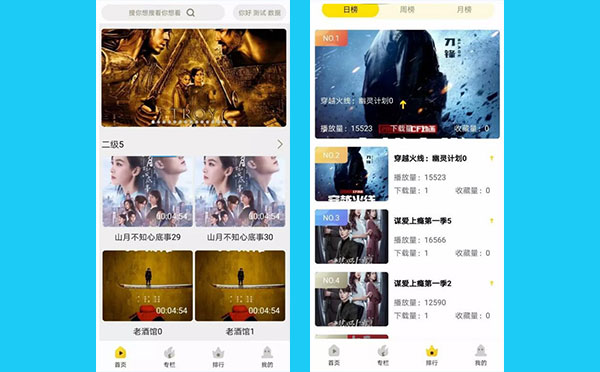 搜你想搜看你想看
你好 测试 数据
TROY
二级5
00:04:54
00:04:54
山月不知心底事29
山月不知心底事30
00:04:54
00:04:54
老酒馆0
老酒馆1
首页
专栏
排行
我的
日榜
周榜
月榜
NO.1
刀锋
BLADE
穿越火线：幽灵计划0
播放量：15523
下载量：
收藏量：0
NO.2
穿越火线：幽灵计划0
播放量：15523
下载量：1
收藏量：0
NO.3
谋爱上瘾第一季5
播放量：16566
下载量：1
收藏量：0
NO.4
谋爱上瘾第一季2
播放量：12590
下载量：1
收藏量：0
首页
专栏
排行
我的